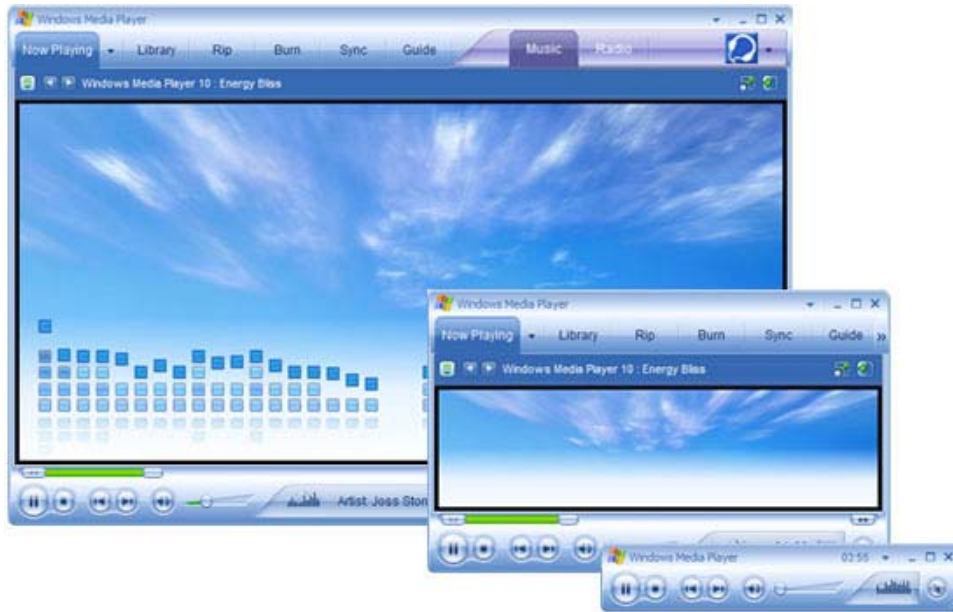 Windows Media Player
Now Playing Library Rip Burn Sync Guide Music Radio
Windows Media Player 10 : Energy Bliss
Artist: Joss Ston
Windows Media Player
Now Playing Library Rip Burn Sync Guide »
Windows Media Player 10 : Energy Bliss
Windows Media Player 03:55